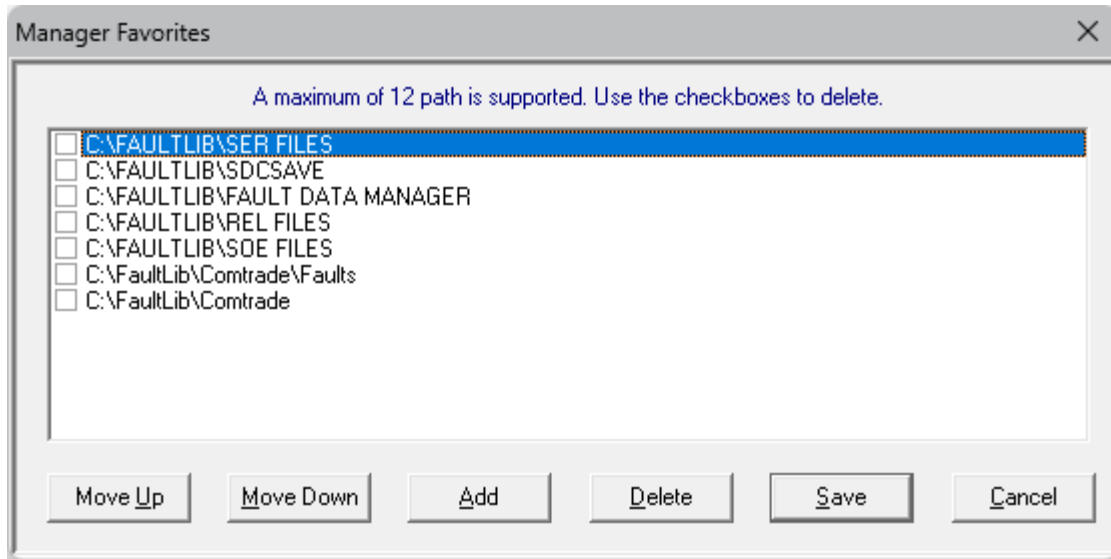 Manager Favorites
A maximum of 12 path is supported. Use the checkboxes to delete.
C:\FAULTLIB\SER FILES
C:\FAULTLIB\SDCSAVE
C:\FAULTLIB\FAULT DATA MANAGER
C:\FAULTLIB\REL FILES
C:\FAULTLIB\SOE FILES
C:\FaultLib\Comtrade\Faults
C:\FaultLib\Comtrade
Move Up Move Down Add Delete Save Cancel